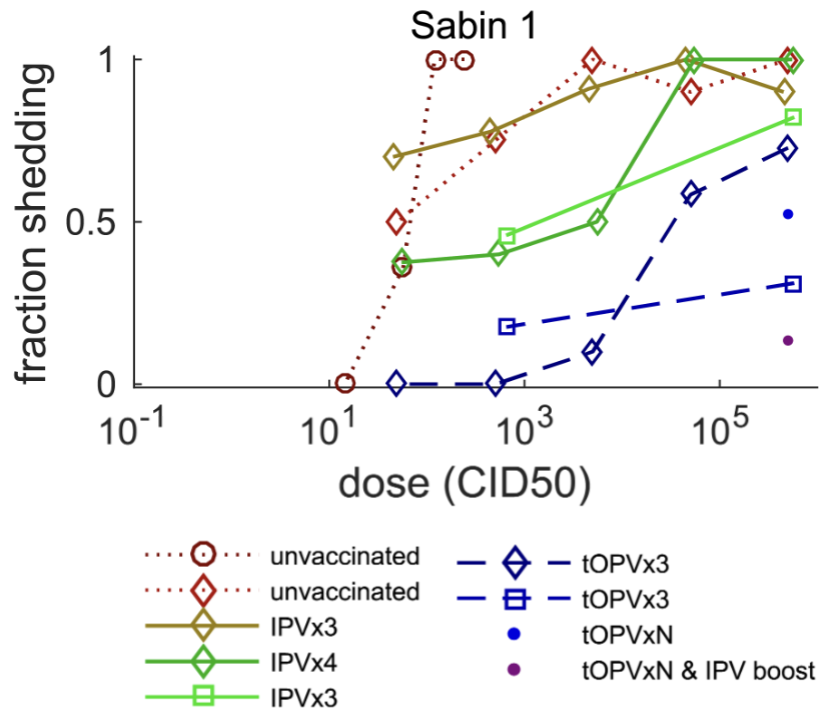 Sabin 1
fraction shedding
1
0.5
0
10^-1
10^1
10^3
10^5
dose (CID50)
unvaccinated
unvaccinated
IPVx3
IPVx4
IPVx3
tOPVx3
tOPVx3
tOPVxN
tOPVxN & IPV boost